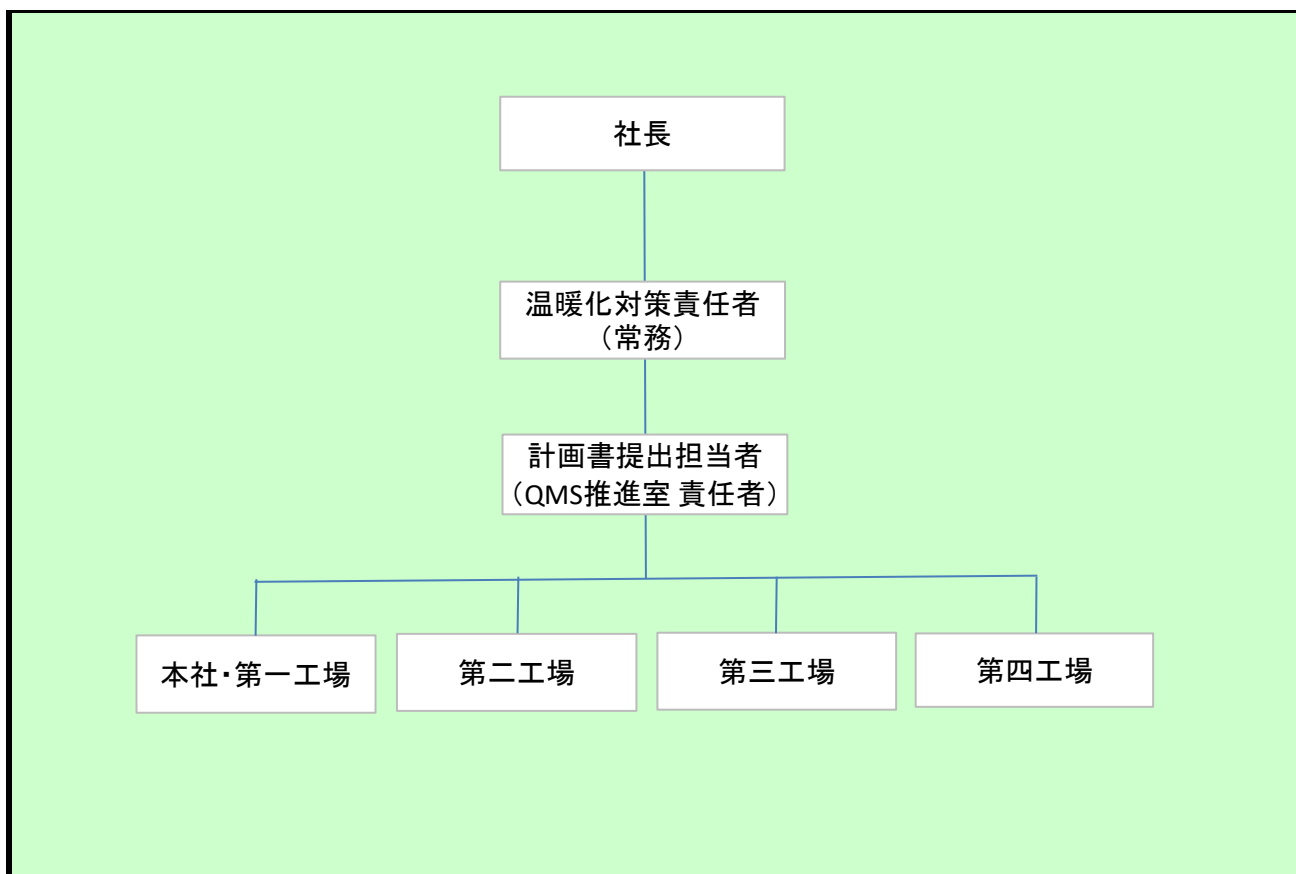 社長
温暖化対策責任者
（常務）
計画書提出担当者
（QMS推進室 責任者）
本社・第一工場
第二工場
第三工場
第四工場